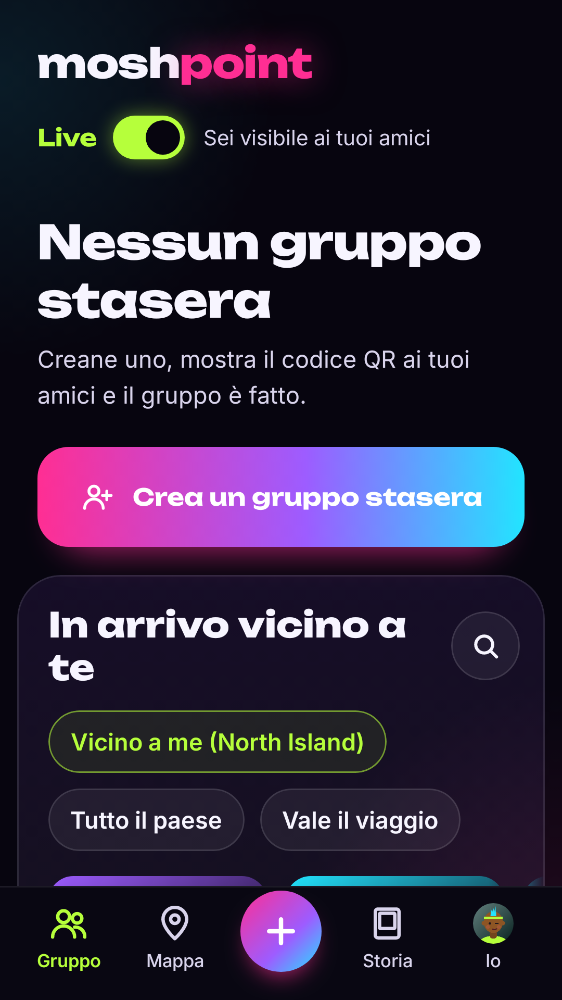 moshpoint
Live
Sei visibile ai tuoi amici
Nessun gruppo
stasera
Creane uno, mostra il codice QR ai tuoi
amici e il gruppo è fatto.
Crea un gruppo stasera
In arrivo vicino a
te
Vicino a me (North Island)
Tutto il paese
Vale il viaggio
Gruppo
Mappa
Storia
Io